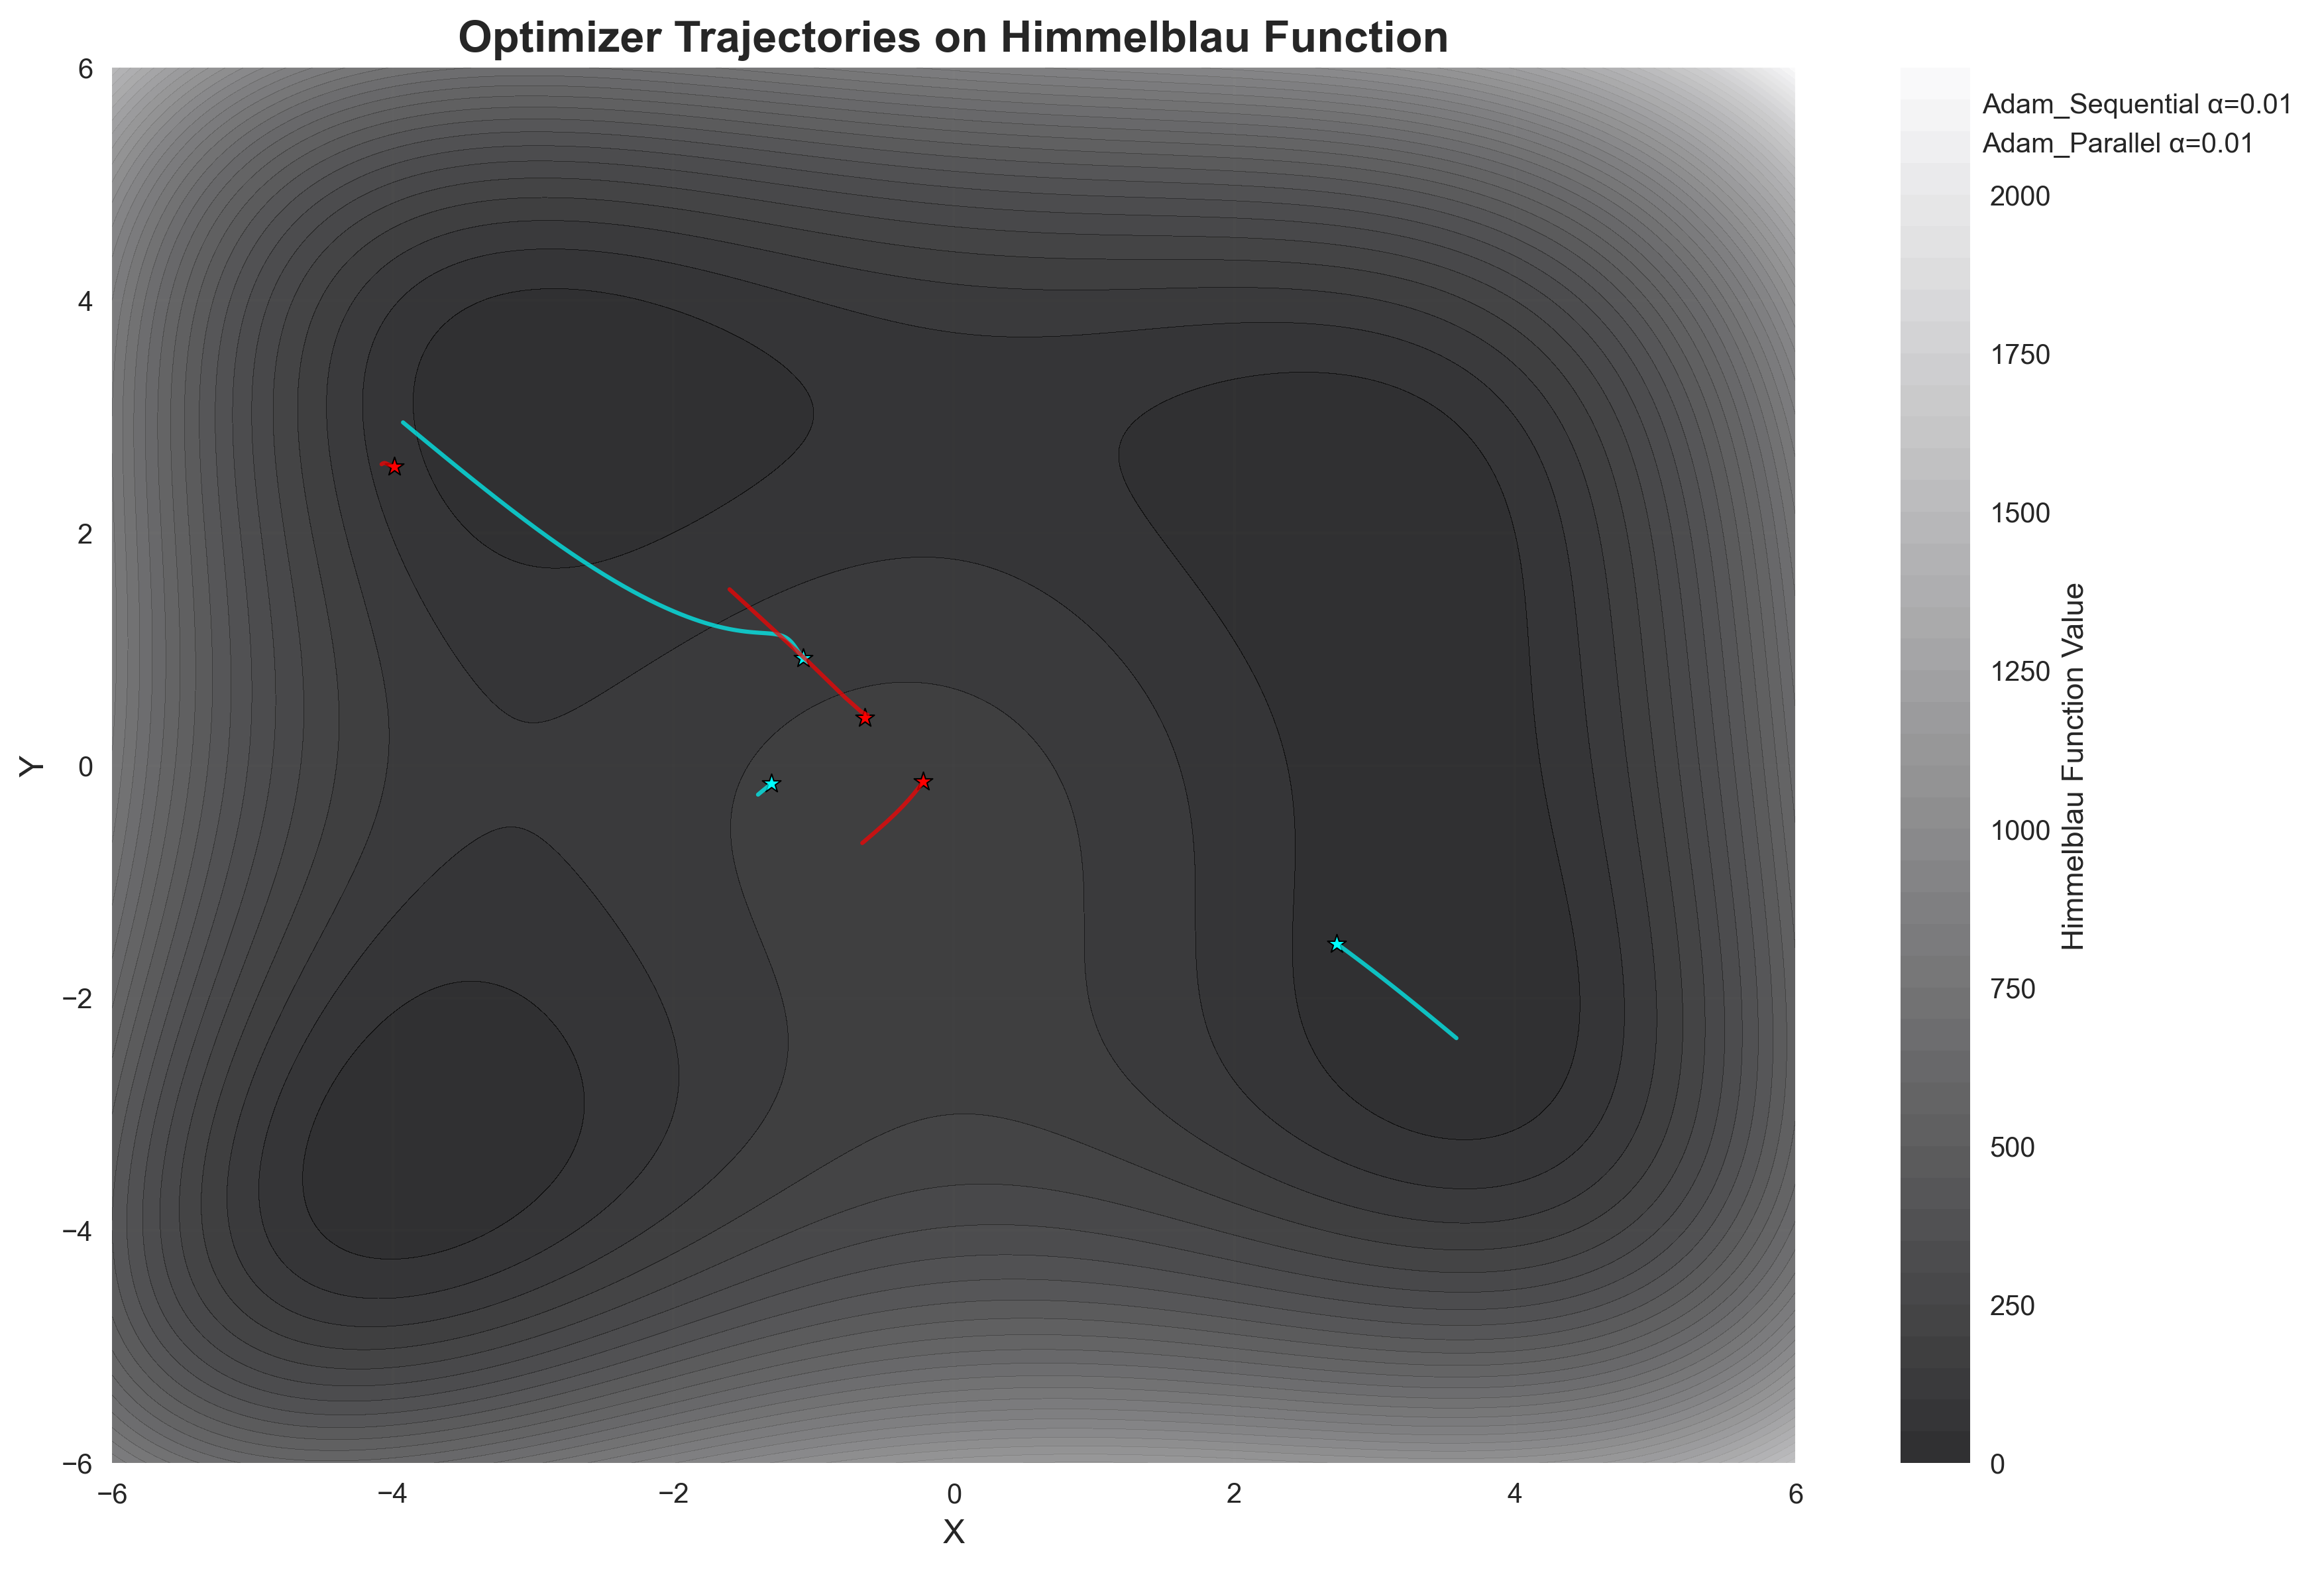 Optimizer Trajectories on Himmelblau Function
6
4
2
0
−2
−4
−6
Y
−6 −4 −2 0 2 4 6
X
Adam_Sequential α=0.01
Adam_Parallel α=0.01
2000
1750
1500
1250
1000
750
500
250
0
Himmelblau Function Value